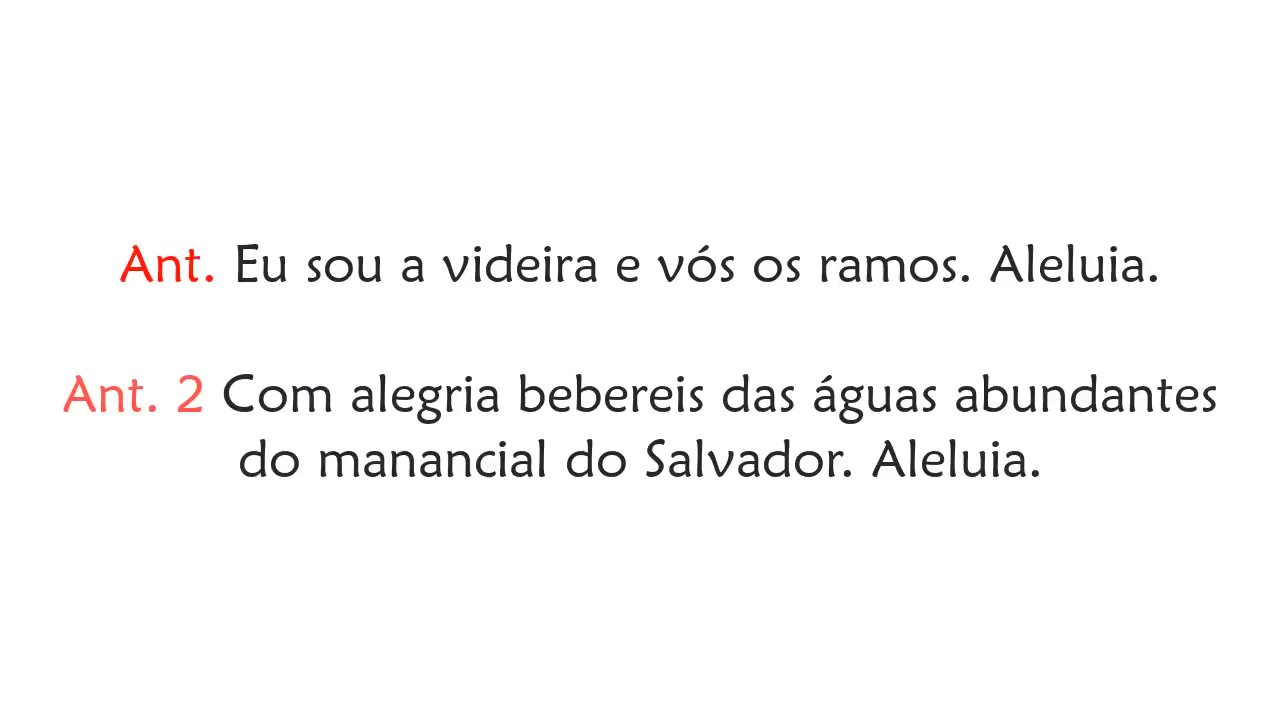 Ant. Eu sou a videira e vós os ramos. Aleluia.
Ant. 2 Com alegria bebereis das águas abundantes
do manancial do Salvador. Aleluia.